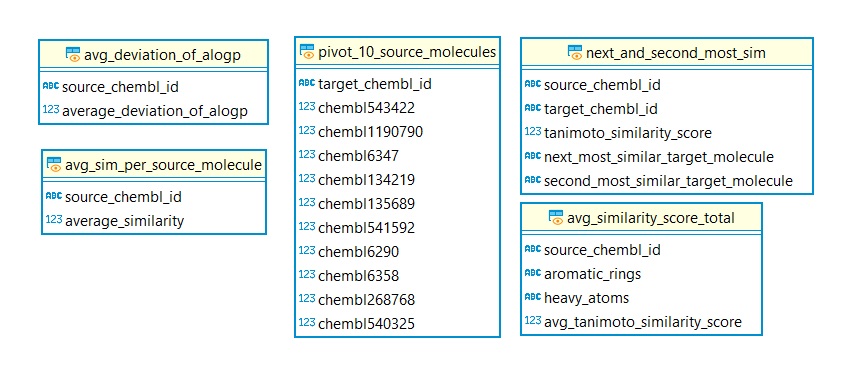 avg_deviation_of_alogp
ABC source_chembl_id
123 average_deviation_of_alogp
avg_sim_per_source_molecule
ABC source_chembl_id
123 average_similarity
pivot_10_source_molecules
ABC target_chembl_id
123 chembl543422
123 chembl1190790
123 chembl6347
123 chembl134219
123 chembl135689
123 chembl541592
123 chembl6290
123 chembl6358
123 chembl268768
123 chembl540325
next_and_second_most_sim
ABC source_chembl_id
ABC target_chembl_id
123 tanimoto_similarity_score
ABC next_most_similar_target_molecule
ABC second_most_similar_target_molecule
avg_similarity_score_total
ABC source_chembl_id
ABC aromatic_rings
ABC heavy_atoms
123 avg_tanimoto_similarity_score